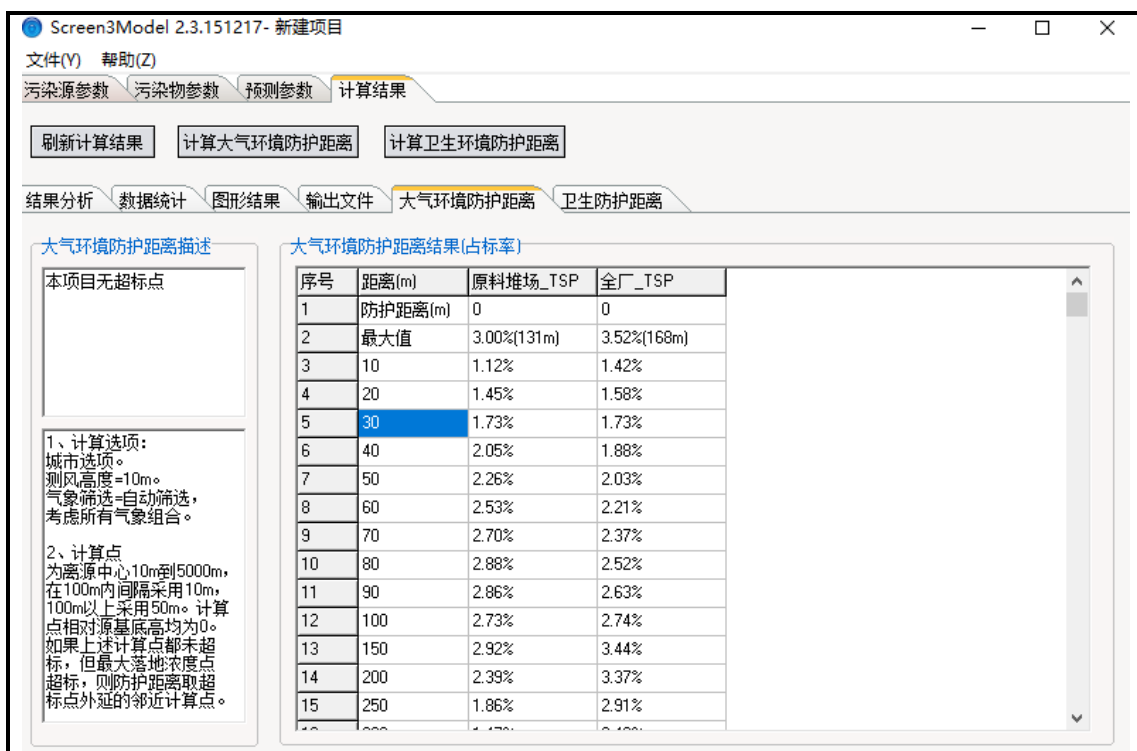 Screen3Model 2.3.151217- 新建项目
文件(Y) 帮助(Z)
污染源参数 污染物参数 预测参数 计算结果
刷新计算结果 计算大气环境防护距离 计算卫生环境防护距离
结果分析 数据统计 图形结果 输出文件 大气环境防护距离 卫生防护距离
大气环境防护距离描述
本项目无超标点
1、计算选项:
城市选项。
测风高度=10m。
气象筛选=自动筛选,
考虑所有气象组合。
2、计算点
为离源中心10m到5000m,
在100m内间隔采用10m,
100m以上采用50m。计算
点相对源基底高均为0。
如果上述计算点都未超
标,但最大落地浓度点
超标,则防护距离取超
标点外延的邻近计算点。
大气环境防护距离结果(占标率)
序号 距离(m) 原料堆场_TSP 全厂_TSP
1 防护距离(m) 0 0
2 最大值 3.00%(131m) 3.52%(168m)
3 10 1.12% 1.42%
4 20 1.45% 1.58%
5 30 1.73% 1.73%
6 40 2.05% 1.88%
7 50 2.26% 2.03%
8 60 2.53% 2.21%
9 70 2.70% 2.37%
10 80 2.88% 2.52%
11 90 2.86% 2.63%
12 100 2.73% 2.74%
13 150 2.92% 3.44%
14 200 2.39% 3.37%
15 250 1.86% 2.91%